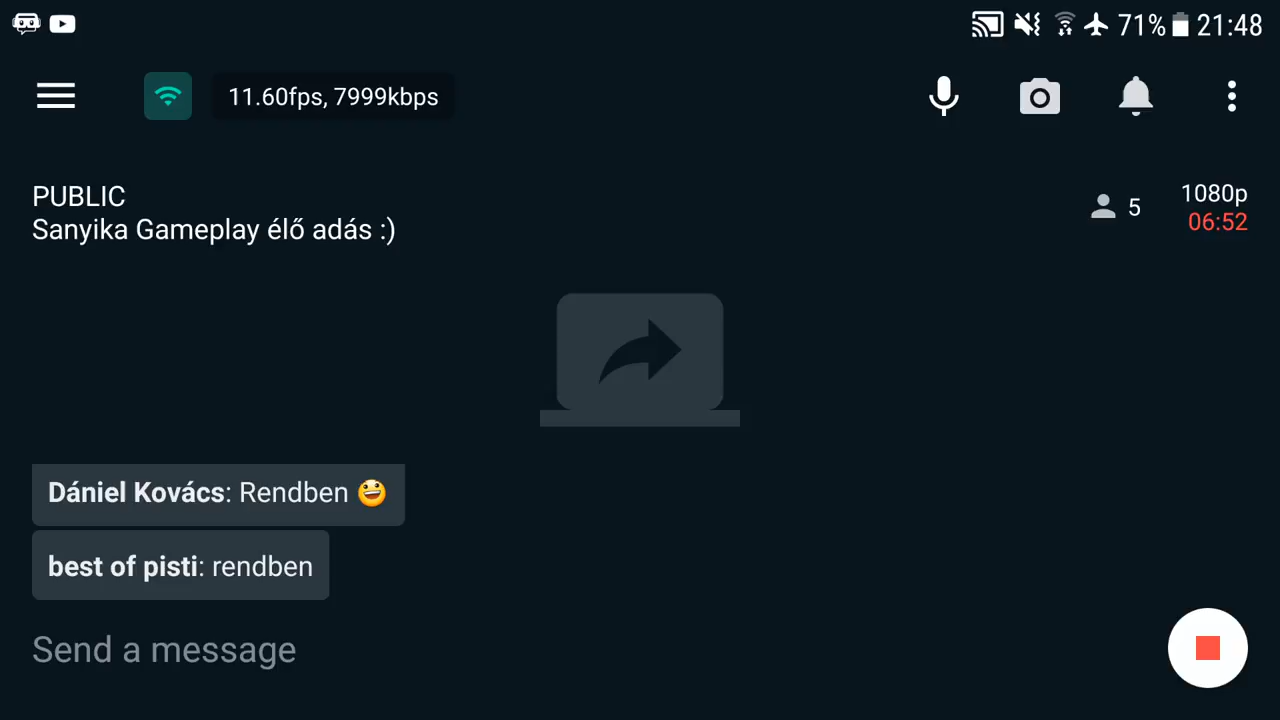 71% 21:48
11.60fps, 7999kbps
PUBLIC
Sanyika Gameplay élő adás :)
5
1080p
06:52
Dániel Kovács: Rendben 😃
best of pisti: rendben
Send a message